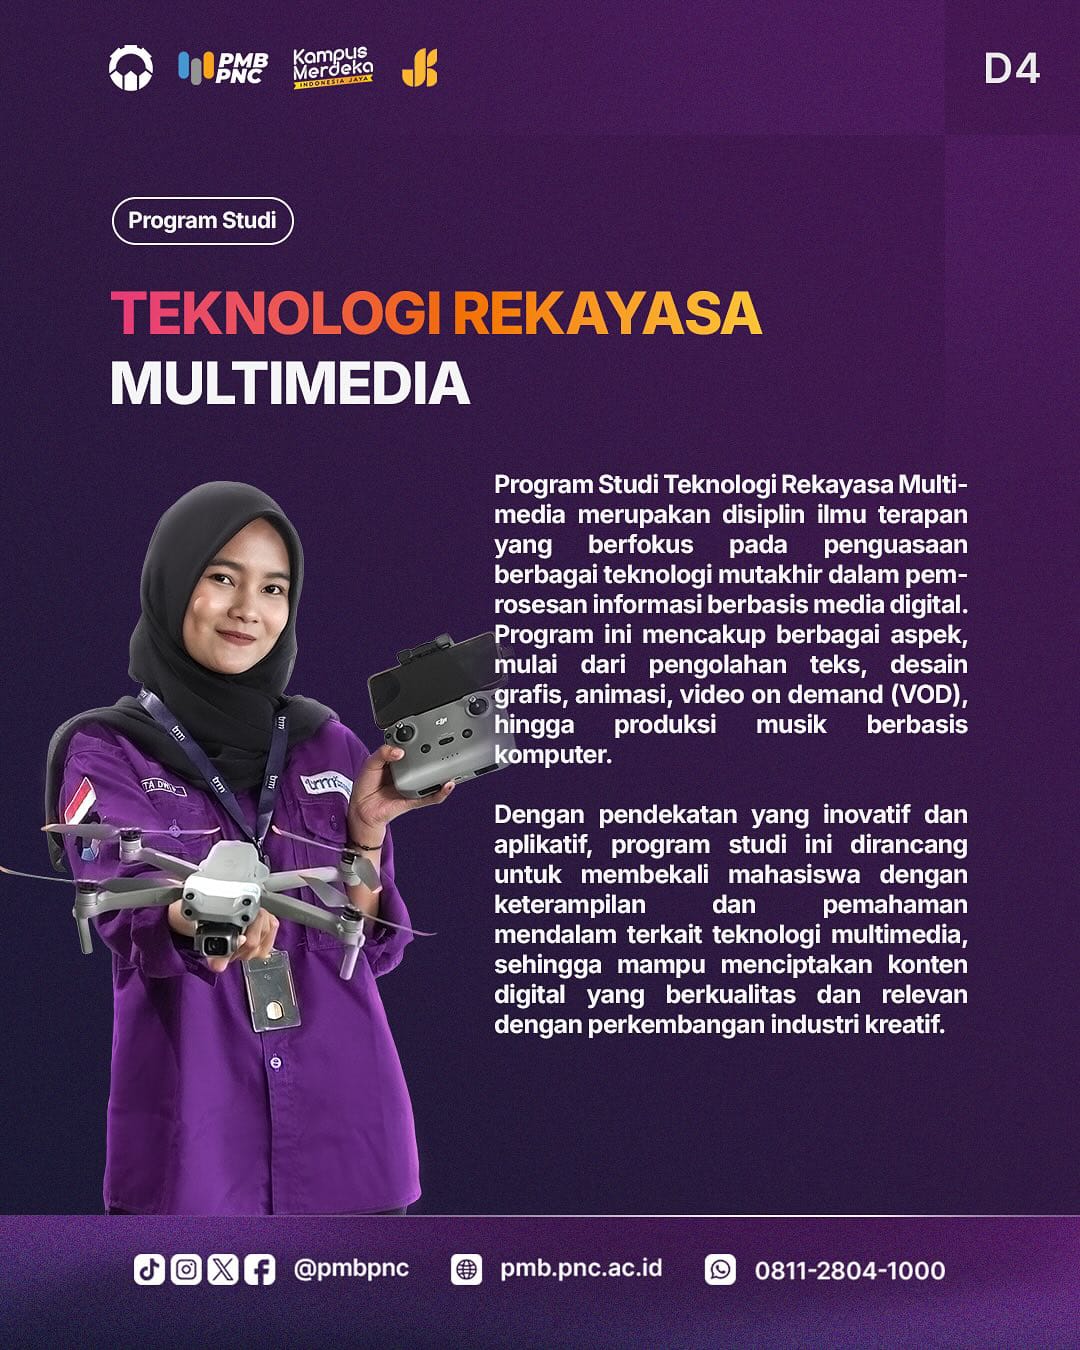 PMB
PNC
Kampus
Merdeka
INDONESIA JAYA
D4
Program Studi
TEKNOLOGI REKAYASA
MULTIMEDIA
Program Studi Teknologi Rekayasa Multi-
media merupakan disiplin ilmu terapan
yang berfokus pada penguasaan
berbagai teknologi mutakhir dalam pem-
rosesan informasi berbasis media digital.
Program ini mencakup berbagai aspek,
mulai dari pengolahan teks, desain
grafis, animasi, video on demand (VOD),
hingga produksi musik berbasis
komputer.
Dengan pendekatan yang inovatif dan
aplikatif, program studi ini dirancang
untuk membekali mahasiswa dengan
keterampilan dan pemahaman
mendalam terkait teknologi multimedia,
sehingga mampu menciptakan konten
digital yang berkualitas dan relevan
dengan perkembangan industri kreatif.
trm
trm
trm
trm
dji
@pmbpnc
pmb.pnc.ac.id
0811-2804-1000